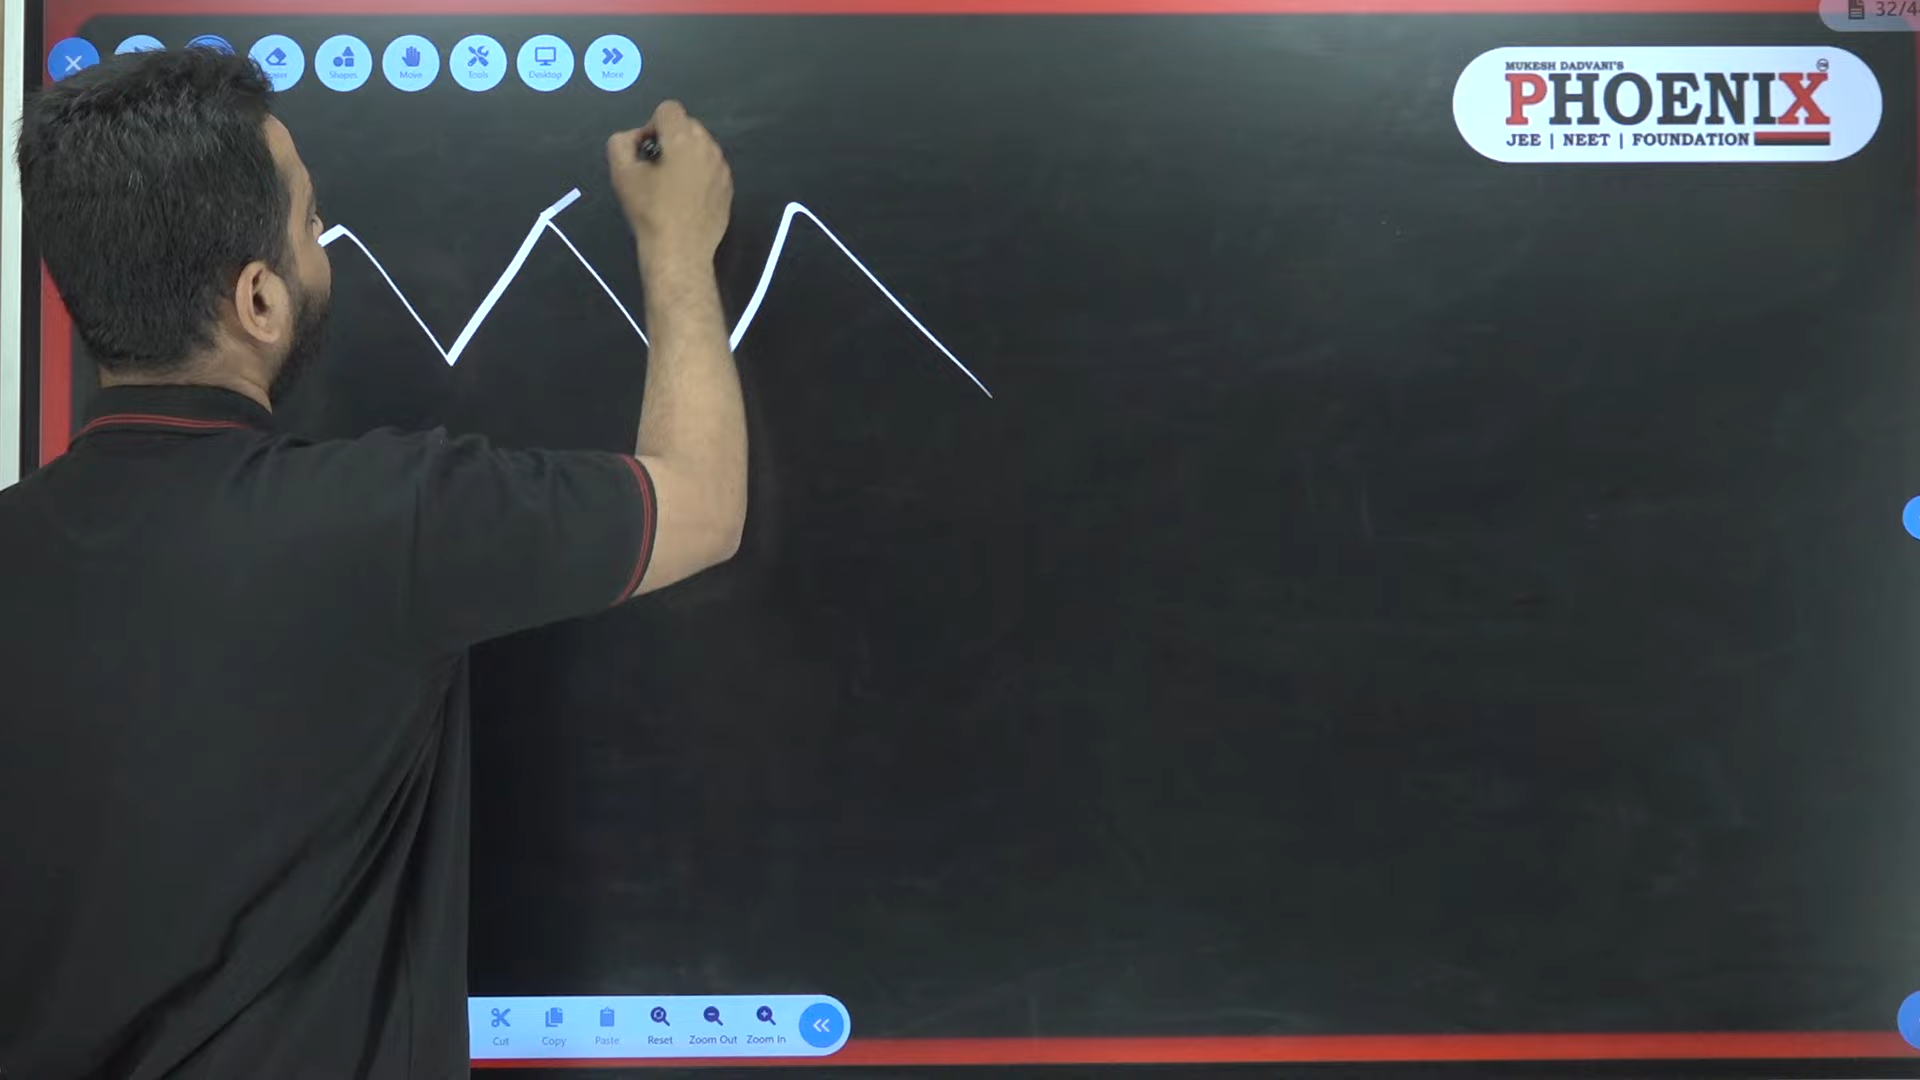 32/4
Shapes
Move
Tools
Desktop
More
MUKESH DADVANI'S
PHOENIX
JEE | NEET | FOUNDATION
Cut
Copy
Paste
Reset
Zoom Out
Zoom In